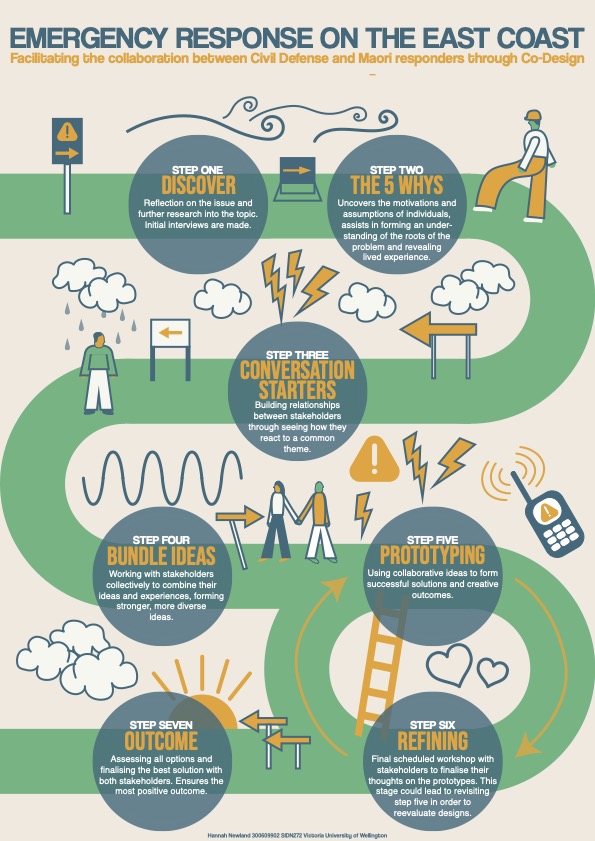 EMERGENCY RESPONSE ON THE EAST COAST
Facilitating the collaboration between Civil Defense and Maori responders through Co-Design
STEP ONE
DISCOVER
Reflection on the issue and
further research into the topic.
Initial interviews are made.
STEP TWO
THE 5 WHYS
Uncovers the motivations and
assumptions of individuals,
assists in forming an under-
standing of the roots of the
problem and revealing
lived experience.
STEP THREE
CONVERSATION
STARTERS
Building relationships
between stakeholders
through seeing how they
react to a common
theme.
STEP FOUR
BUNDLE IDEAS
Working with stakeholders
collectively to combine their
ideas and experiences, forming
stronger, more diverse
ideas.
STEP FIVE
PROTOTYPING
Using collaborative ideas to form
successful solutions and creative
outcomes.
STEP SEVEN
OUTCOME
Assessing all options and
finalising the best solution with
both stakeholders. Ensures the
most positive outcome.
STEP SIX
REFINING
Final scheduled workshop with
stakeholders to finalise their
thoughts on the prototypes. This
stage could lead to revisiting
step five in order to
reevaluate designs.
Hannah Newland 300609902 SIDN272 Victoria University of Wellington